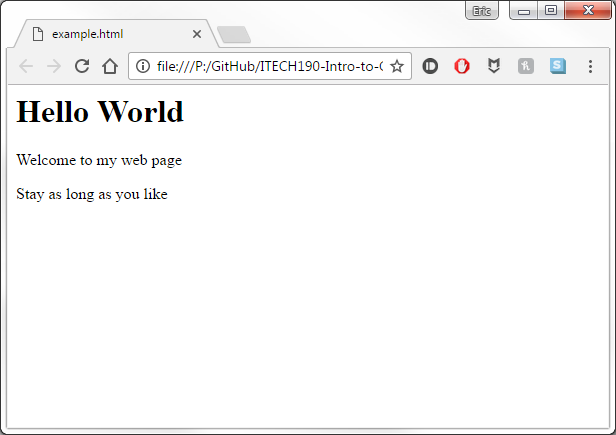 Eric
example.html
file:///P:/GitHub/ITECH190-Intro-to-
Hello World
Welcome to my web page
Stay as long as you like